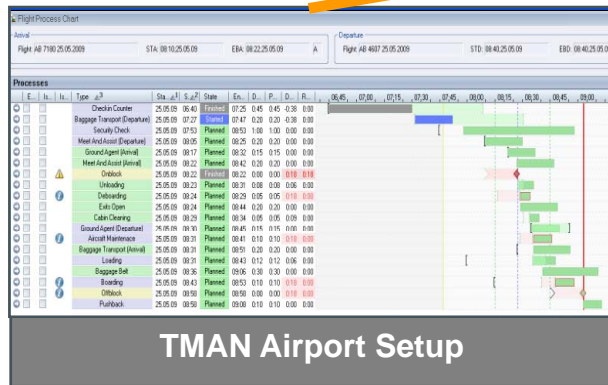 Flight Process Chart
Arrival
Departure
Flight AB 7180 25.05.2009 STA: 08:10,25.05.09 EBA: 08:22,25.05.09 A
Flight AB 4607 25.05.2009 STD: 08:40,25.05.09 EBD: 08:40,25.05.09
Processes
E... Is... Is... Type 3 Sta... 1 S... 2 State En... D... P... D... R... 06:45, 07:00, 07:15, 07:30, 07:45, 08:00, 08:15, 08:30, 08:45, 09:00,
Checkin Counter 25.05.09 06:40 Finished 07:25 0:45 0:45 -0:38 0:00
Baggage Transport (Departure) 25.05.09 07:27 Started 07:47 0:20 0:20 -0:38 0:00
Security Check 25.05.09 07:53 Planned 08:53 1:00 1:00 0:00 0:00
Meet And Assist (Departure) 25.05.09 08:05 Planned 08:25 0:20 0:20 0:00 0:00
Ground Agent (Arrival) 25.05.09 08:17 Planned 08:32 0:15 0:15 0:00 0:00
Meet And Assist (Arrival) 25.05.09 08:22 Planned 08:42 0:20 0:20 0:00 0:00
Onblock 25.05.09 08:22 Finished 08:22 0:00 0:00 0:10 0:10
Unloading 25.05.09 08:23 Planned 08:31 0:08 0:08 0:06 0:00
Deboarding 25.05.09 08:24 Planned 08:29 0:05 0:05 0:10 0:00
Exits Open 25.05.09 08:24 Planned 08:44 0:20 0:20 0:00 0:00
Cabin Cleaning 25.05.09 08:29 Planned 08:34 0:05 0:05 0:09 0:00
Ground Agent (Departure) 25.05.09 08:30 Planned 08:45 0:15 0:15 0:00 0:00
Aircraft Maintenace 25.05.09 08:31 Planned 08:41 0:10 0:10 0:10 0:00
Baggage Transport (Arrival) 25.05.09 08:31 Planned 08:51 0:20 0:20 0:00 0:00
Loading 25.05.09 08:31 Planned 08:43 0:12 0:12 0:06 0:00
Baggage Belt 25.05.09 08:36 Planned 09:06 0:30 0:30 0:00 0:00
Boarding 25.05.09 08:43 Planned 08:53 0:10 0:10 0:10 0:00
Offblock 25.05.09 08:50 Planned 08:50 0:00 0:00 0:10 0:00
Pushback 25.05.09 08:50 Planned 09:00 0:10 0:10 0:00 0:00
TMAN Airport Setup